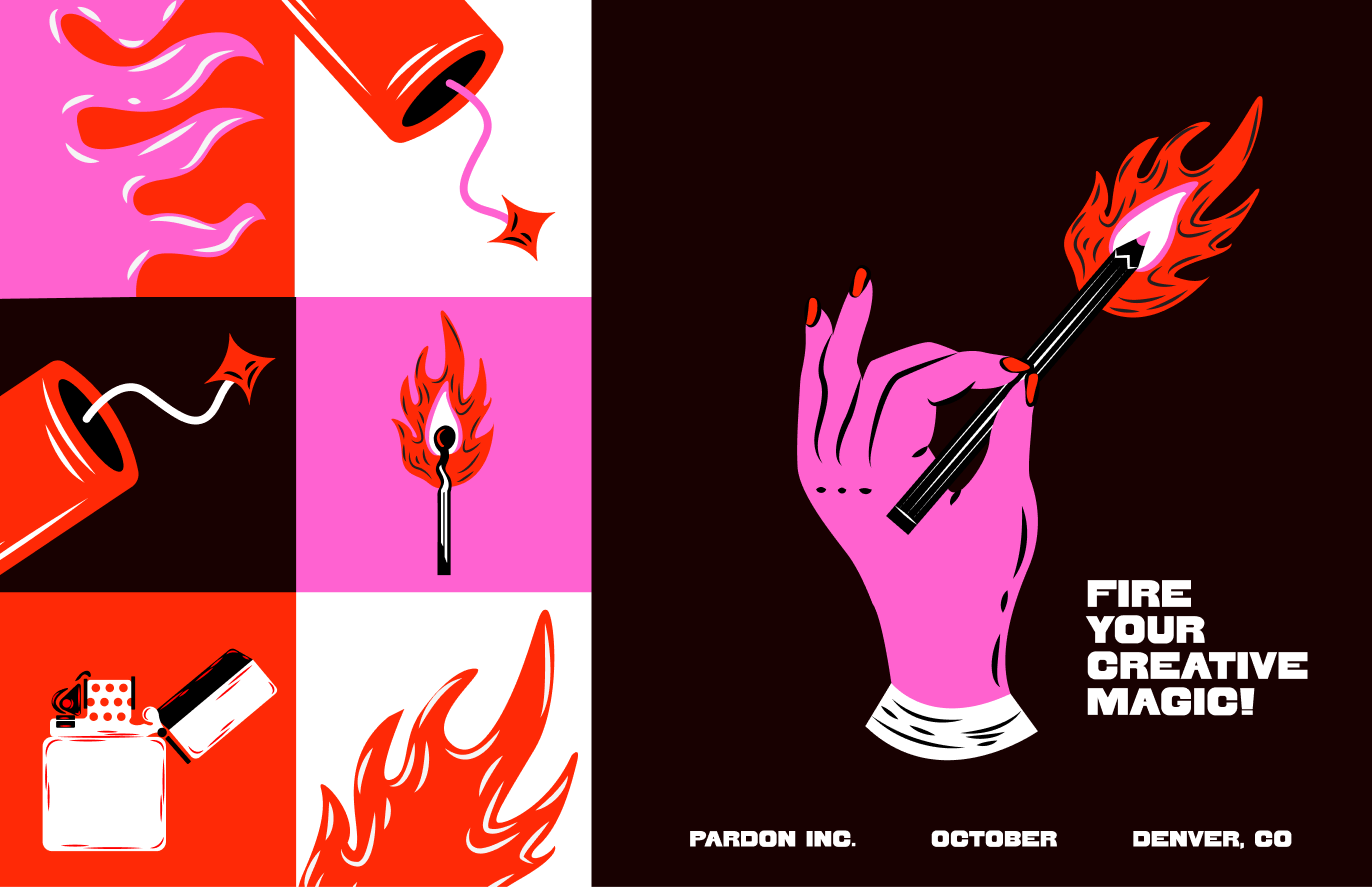 FIRE
YOUR
CREATIVE
MAGIC!
PARDON INC. OCTOBER DENVER, CO